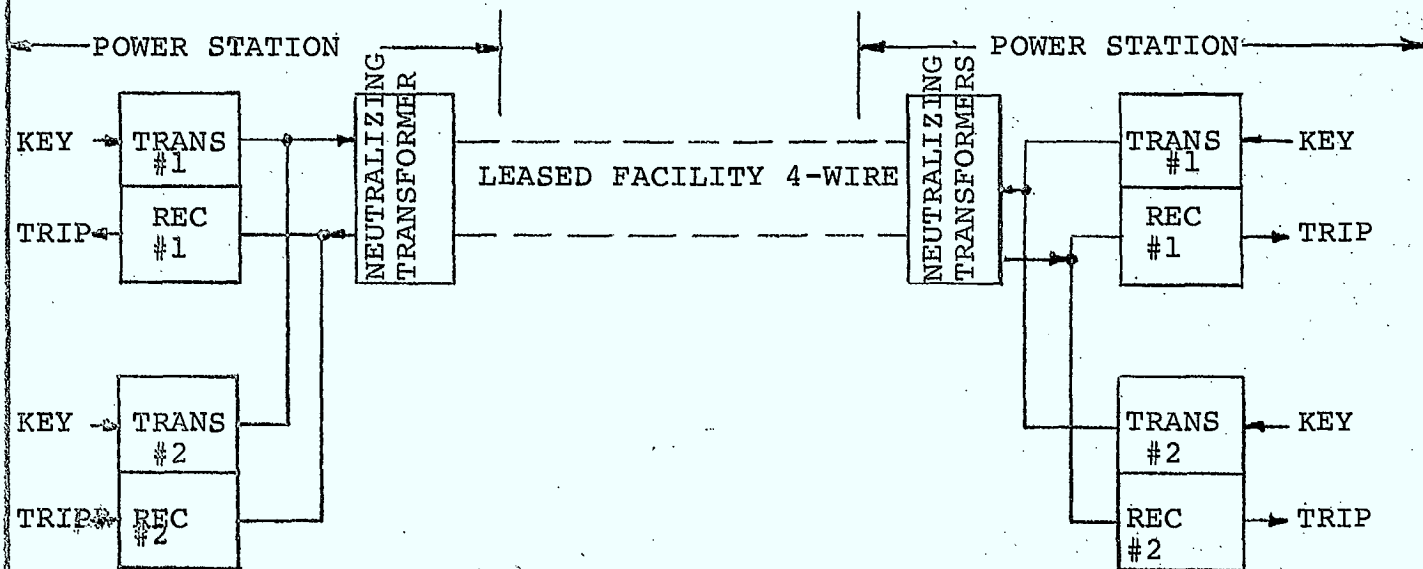 POWER STATION
POWER STATION
KEY
TRANS
#1
TRIP
REC
#1
NEUTRALIZING
TRANSFORMER
LEASED FACILITY 4-WIRE
NEUTRALIZING
TRANSFORMERS
TRANS
#1
KEY
REC
#1
TRIP
KEY
TRANS
#2
TRIP
REC
#2
TRANS
#2
KEY
REC
#2
TRIP